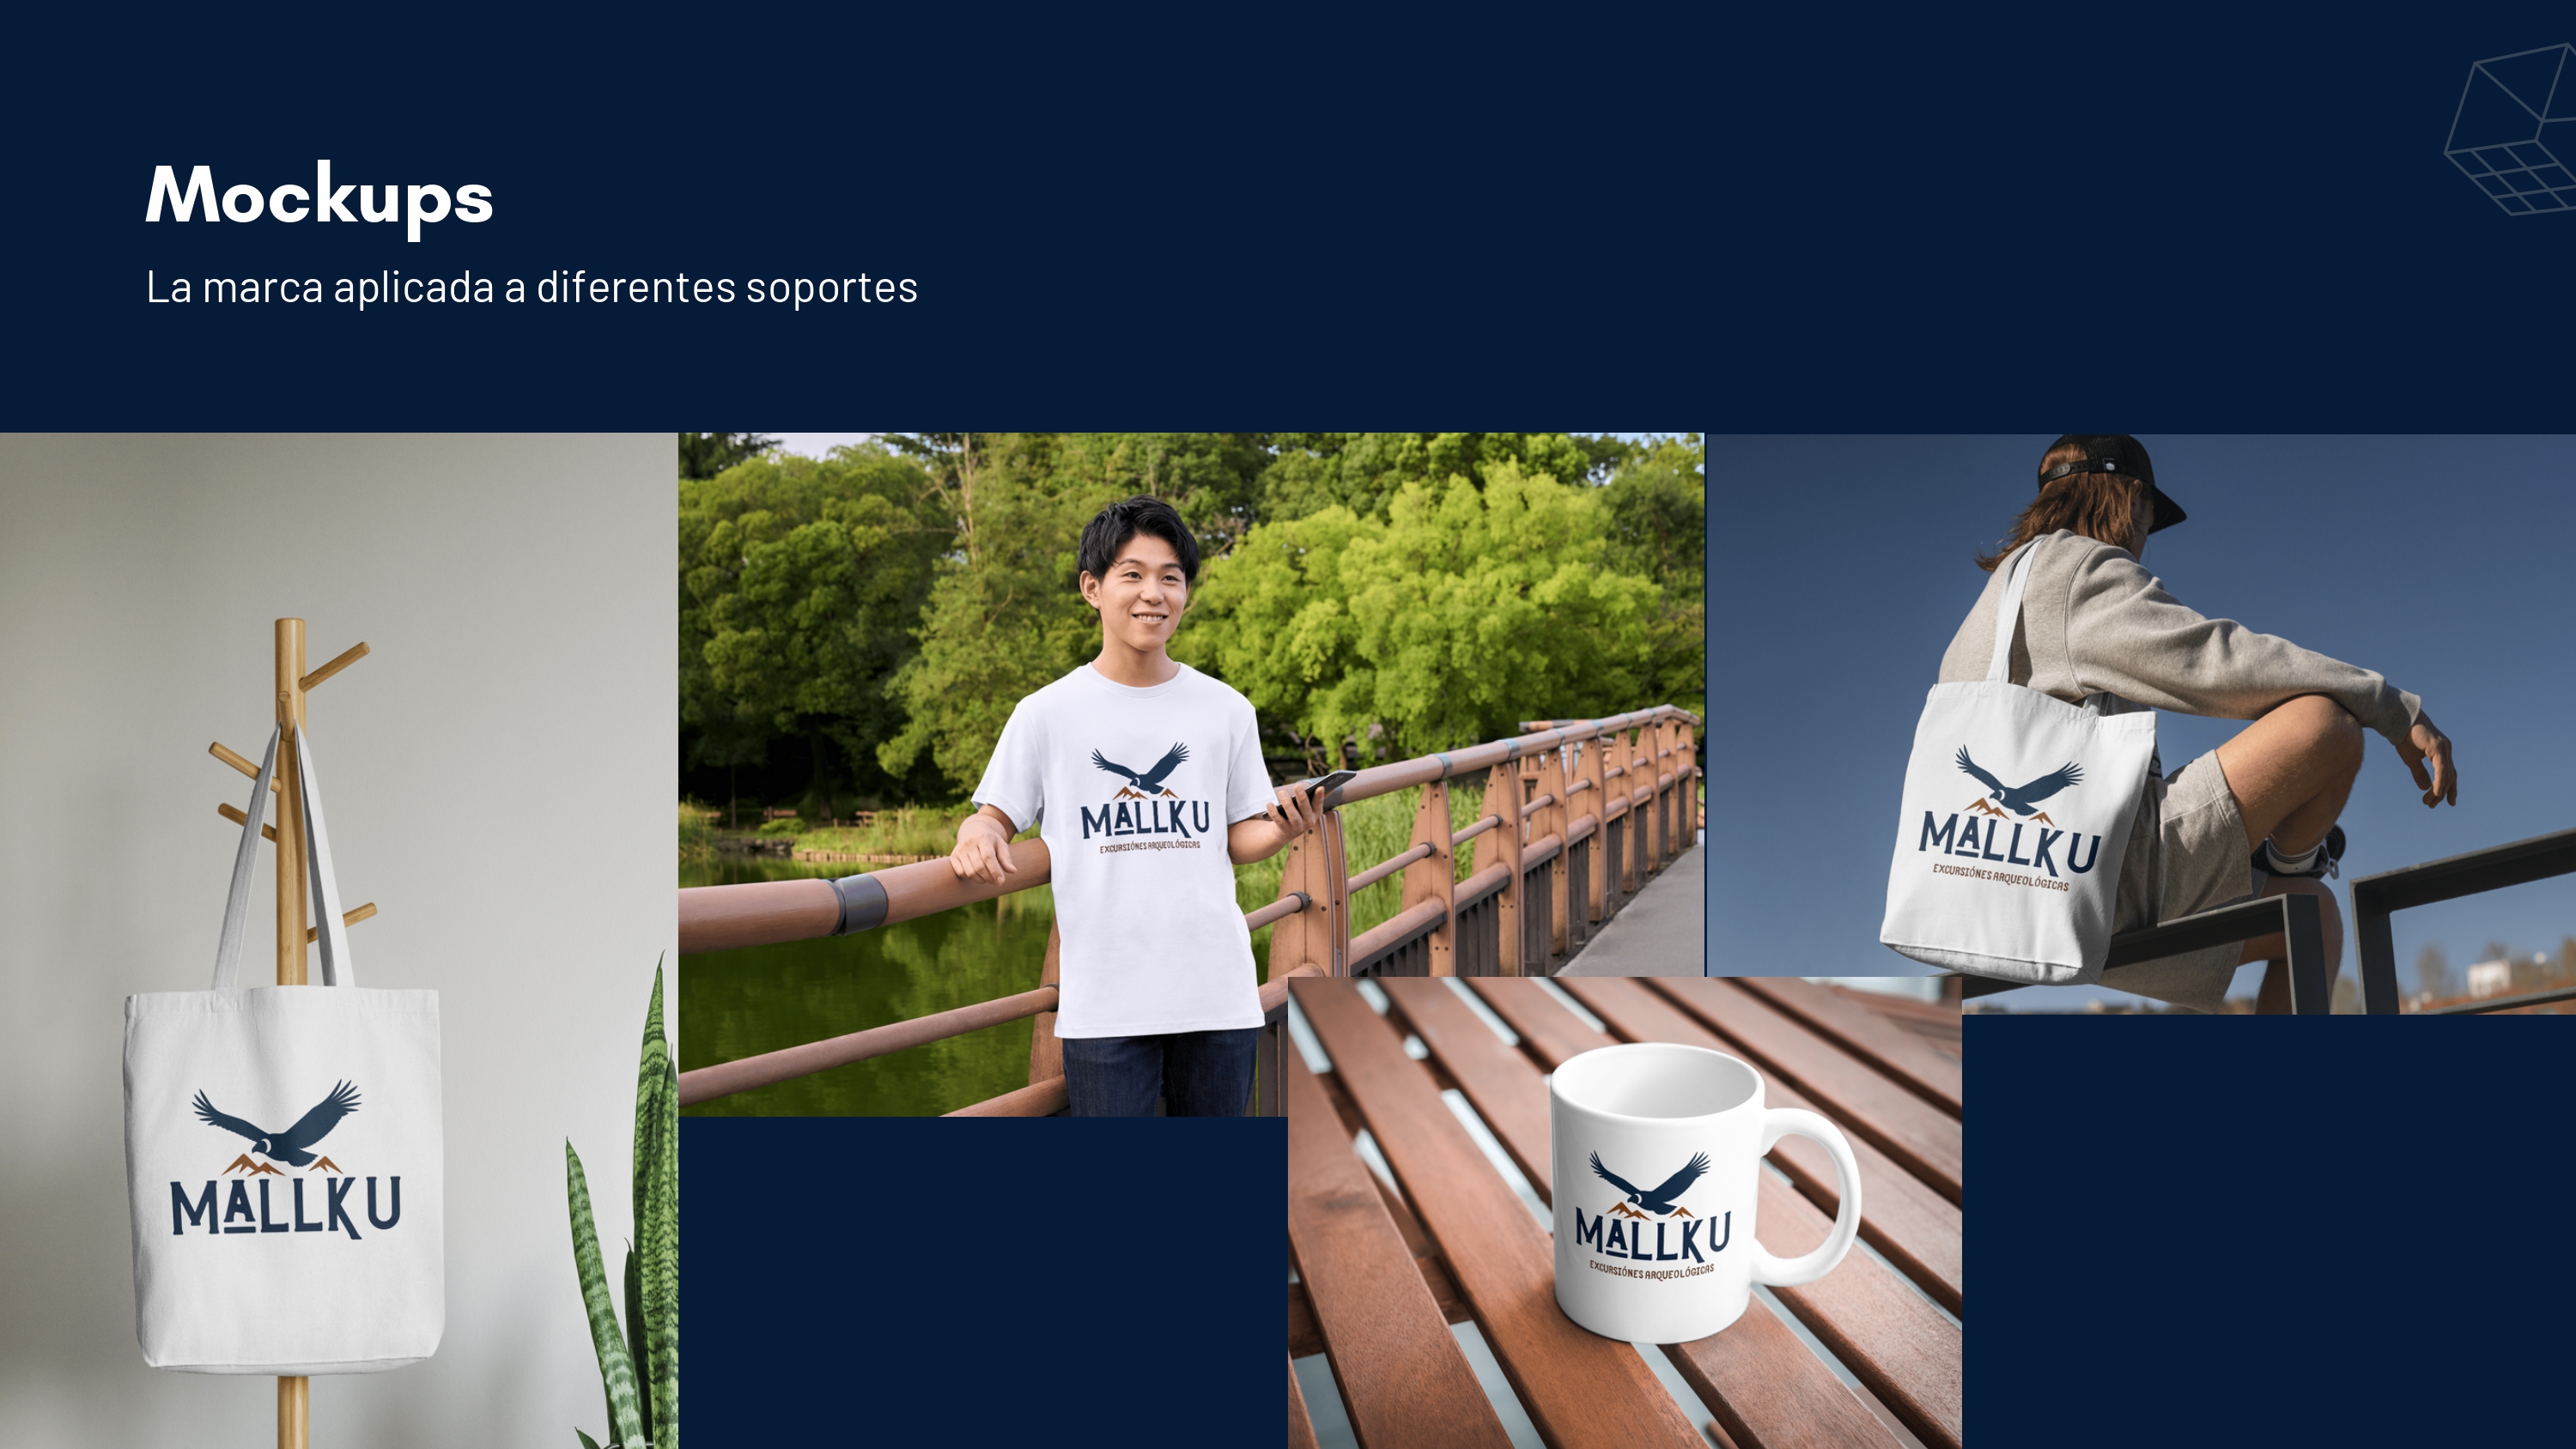 Mockups
La marca aplicada a diferentes soportes
MALLKU
EXCURSIÓNES ARQUEOLÓGICAS
MALLKU
EXCURSIÓNES ARQUEOLÓGICAS
MALLKU
MALLKU
EXCURSIÓNES ARQUEOLÓGICAS